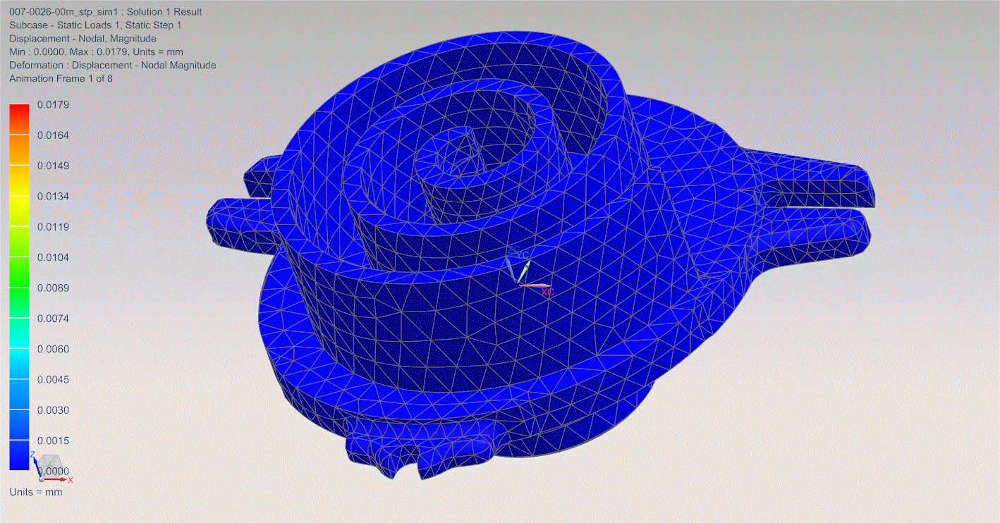 007-0026-00m_stp_sim1 : Solution 1 Result
Subcase - Static Loads 1, Static Step 1
Displacement - Nodal, Magnitude
Min : 0.0000, Max : 0.0179, Units = mm
Deformation : Displacement - Nodal Magnitude
Animation Frame 1 of 8
0.0179
0.0164
0.0149
0.0134
0.0119
0.0104
0.0089
0.0074
0.0060
0.0045
0.0030
0.0015
0.0000
Units = mm
Z
X
YC
XC